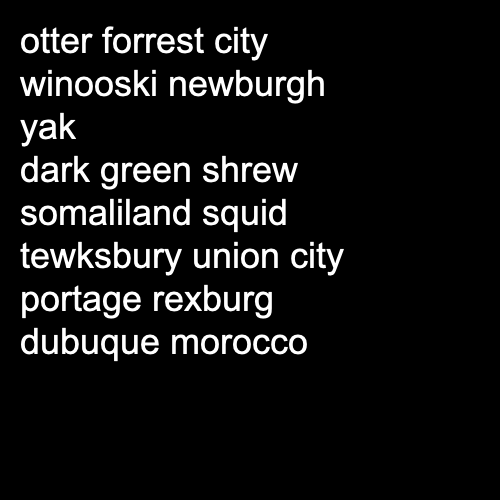 otter forrest city
winooski newburgh
yak
dark green shrew
somaliland squid
tewksbury union city
portage rexburg
dubuque morocco